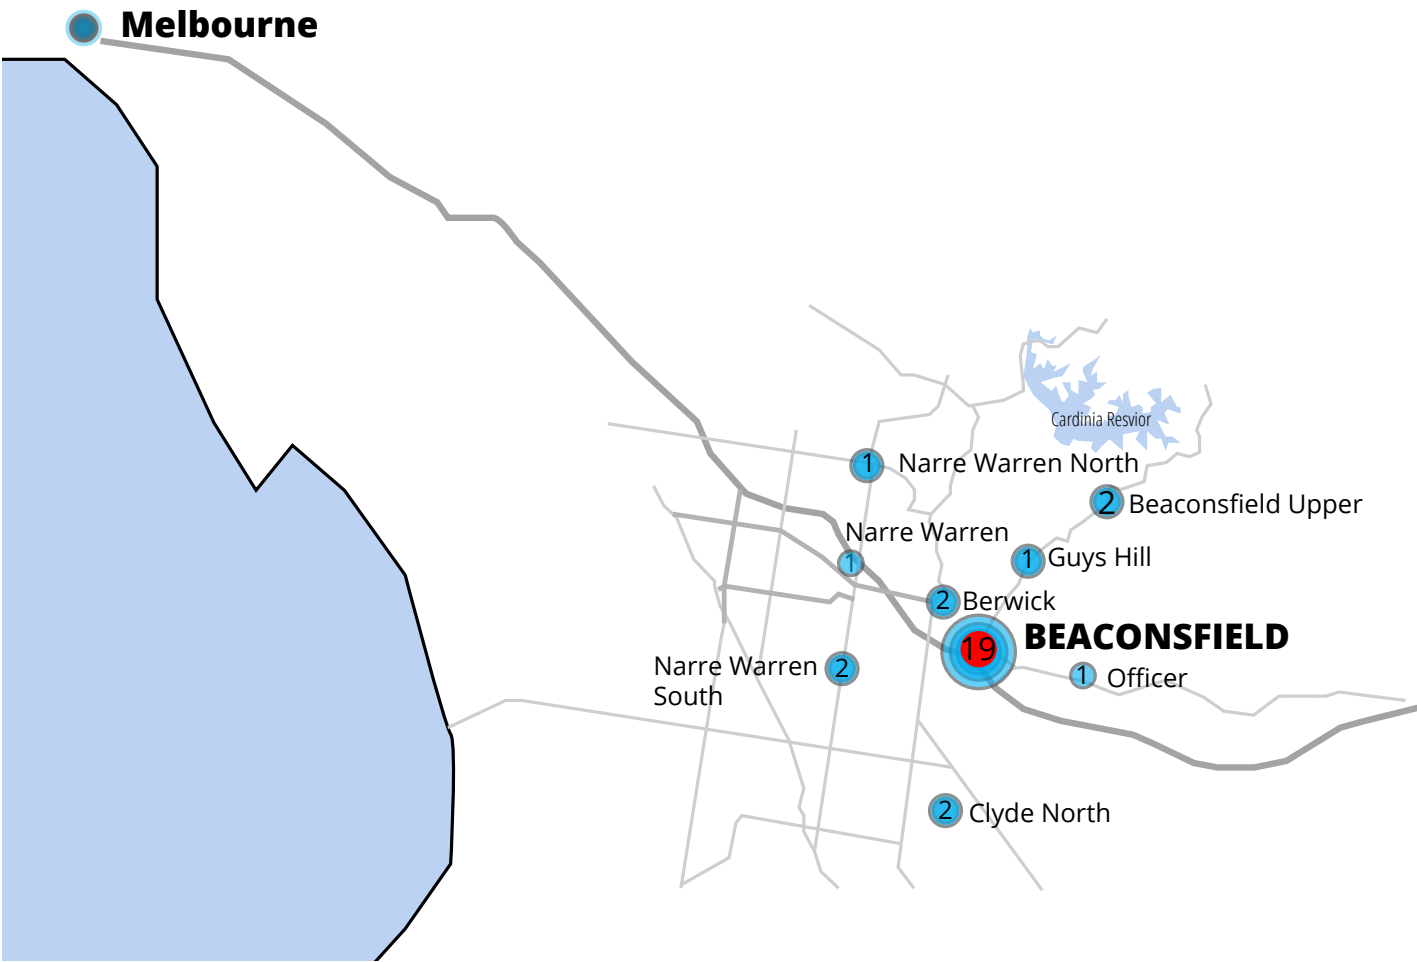 Melbourne
Cardinia Resvior
1
Narre Warren North
2
Beaconsfield Upper
Narre Warren
1
1
Guys Hill
2
Berwick
19
BEACONSFIELD
Narre Warren
South
2
1
Officer
2
Clyde North